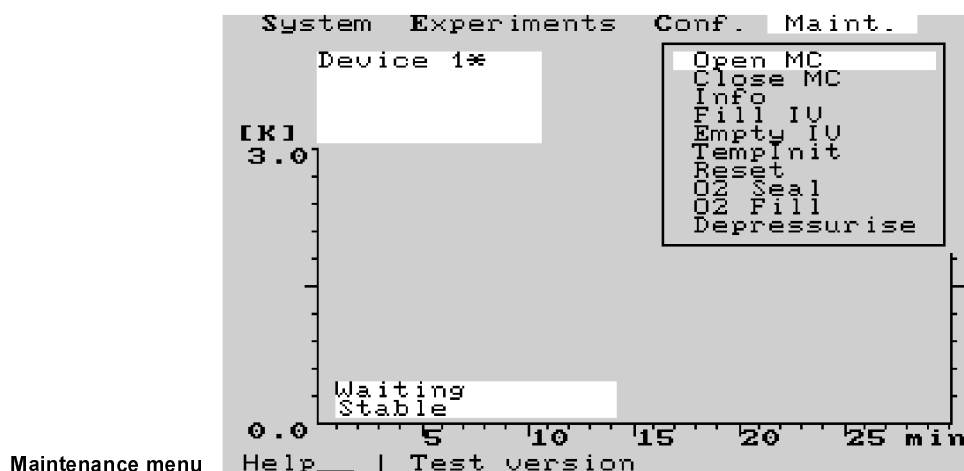 System Experiments Conf. Maint.
Device 1*
Open MC
Close MC
Info
Fill IV
Empty IV
TempInit
Reset
O2 Seal
O2 Fill
Depressurise
[K]
3.0
Waiting
Stable
0.0
5 10 15 20 25 min
Help__ | Test version
Maintenance menu